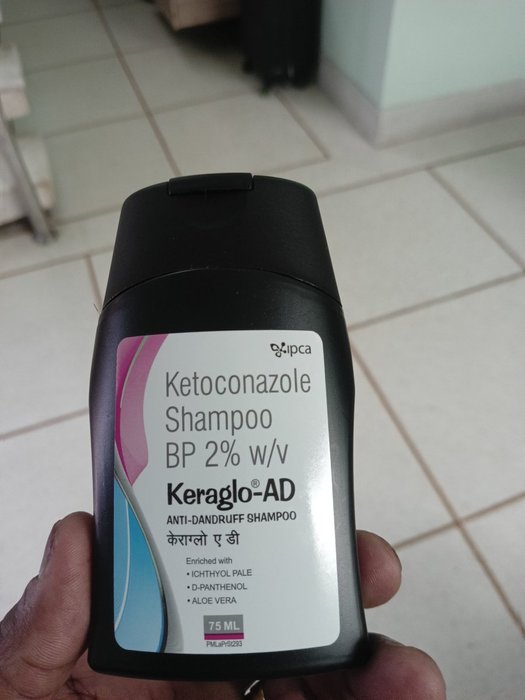 ipca
Ketoconazole
Shampoo
BP 2% w/v
Keraglo®-AD
ANTI-DANDRUFF SHAMPOO
केराग्लो ए डी
Enriched with
• ICHTHYOL PALE
• D-PANTHENOL
• ALOE VERA
75 ML
PMLaPrSt293